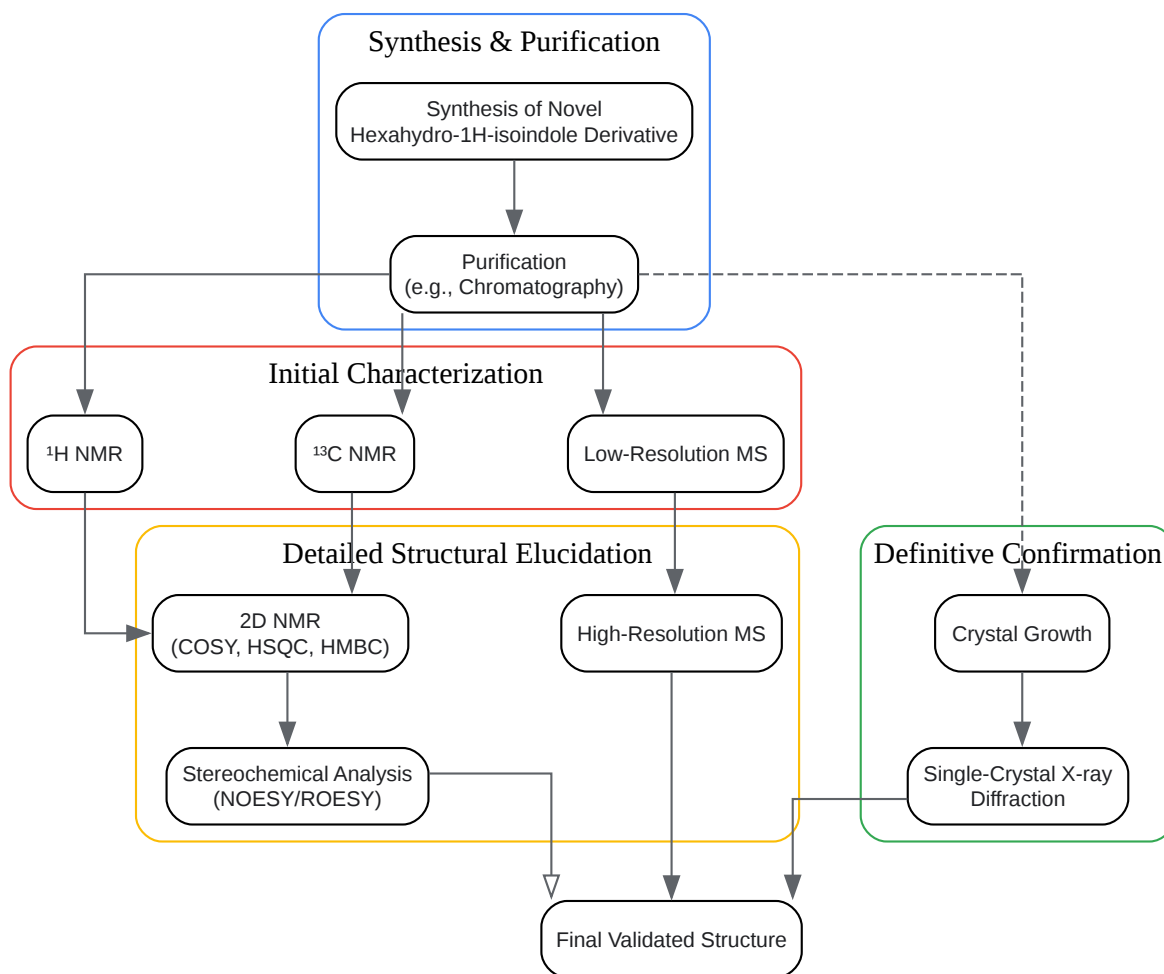 Synthesis & Purification
Synthesis of Novel
Hexahydro-1H-isoindole Derivative
Purification
(e.g., Chromatography)
Initial Characterization
¹H NMR
¹³C NMR
Low-Resolution MS
Detailed Structural Elucidation
Definitive Confirmation
2D NMR
(COSY, HSQC, HMBC)
High-Resolution MS
Crystal Growth
Stereochemical Analysis
(NOESY/ROESY)
Single-Crystal X-ray
Diffraction
Final Validated Structure